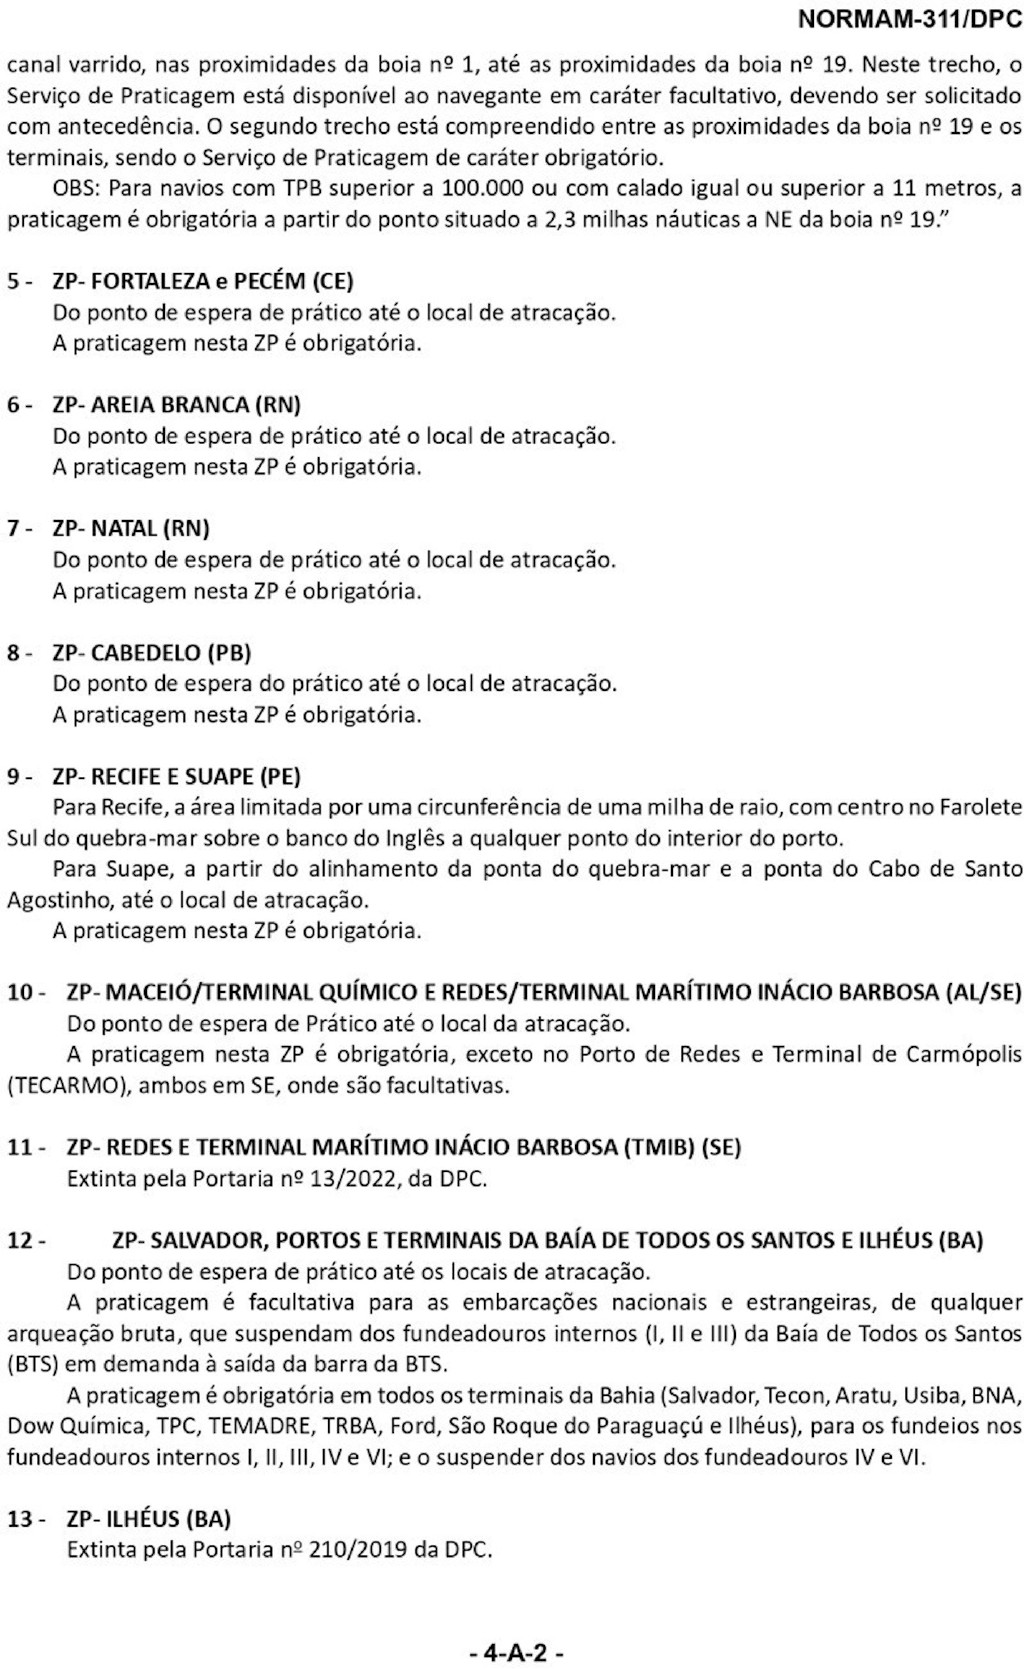 NORMAM-311/DPC
canal varrido, nas proximidades da boia nº 1, até as proximidades da boia nº 19. Neste trecho, o
Serviço de Praticagem está disponível ao navegante em caráter facultativo, devendo ser solicitado
com antecedência. O segundo trecho está compreendido entre as proximidades da boia nº 19 e os
terminais, sendo o Serviço de Praticagem de caráter obrigatório.
OBS: Para navios com TPB superior a 100.000 ou com calado igual ou superior a 11 metros, a
praticagem é obrigatória a partir do ponto situado a 2,3 milhas náuticas a NE da boia nº 19.”
5 - ZP- FORTALEZA e PECÉM (CE)
Do ponto de espera de prático até o local de atracação.
A praticagem nesta ZP é obrigatória.
6 - ZP- AREIA BRANCA (RN)
Do ponto de espera de prático até o local de atracação.
A praticagem nesta ZP é obrigatória.
7 - ZP- NATAL (RN)
Do ponto de espera de prático até o local de atracação.
A praticagem nesta ZP é obrigatória.
8 - ZP- CABEDELO (PB)
Do ponto de espera do prático até o local de atracação.
A praticagem nesta ZP é obrigatória.
9 - ZP- RECIFE E SUAPE (PE)
Para Recife, a área limitada por uma circunferência de uma milha de raio, com centro no Farolete
Sul do quebra-mar sobre o banco do Inglês a qualquer ponto do interior do porto.
Para Suape, a partir do alinhamento da ponta do quebra-mar e a ponta do Cabo de Santo
Agostinho, até o local de atracação.
A praticagem nesta ZP é obrigatória.
10 - ZP- MACEIÓ/TERMINAL QUÍMICO E REDES/TERMINAL MARÍTIMO INÁCIO BARBOSA (AL/SE)
Do ponto de espera de Prático até o local da atracação.
A praticagem nesta ZP é obrigatória, exceto no Porto de Redes e Terminal de Carmópolis
(TECARMO), ambos em SE, onde são facultativas.
11 - ZP- REDES E TERMINAL MARÍTIMO INÁCIO BARBOSA (TMIB) (SE)
Extinta pela Portaria nº 13/2022, da DPC.
12 - ZP- SALVADOR, PORTOS E TERMINAIS DA BAÍA DE TODOS OS SANTOS E ILHÉUS (BA)
Do ponto de espera de prático até os locais de atracação.
A praticagem é facultativa para as embarcações nacionais e estrangeiras, de qualquer
arqueação bruta, que suspendam dos fundeadouros internos (I, II e III) da Baía de Todos os Santos
(BTS) em demanda à saída da barra da BTS.
A praticagem é obrigatória em todos os terminais da Bahia (Salvador, Tecon, Aratu, Usiba, BNA,
Dow Química, TPC, TEMADRE, TRBA, Ford, São Roque do Paraguaçú e Ilhéus), para os fundeios nos
fundeadouros internos I, II, III, IV e VI; e o suspender dos navios dos fundeadouros IV e VI.
13 - ZP- ILHÉUS (BA)
Extinta pela Portaria nº 210/2019 da DPC.
- 4-A-2 -